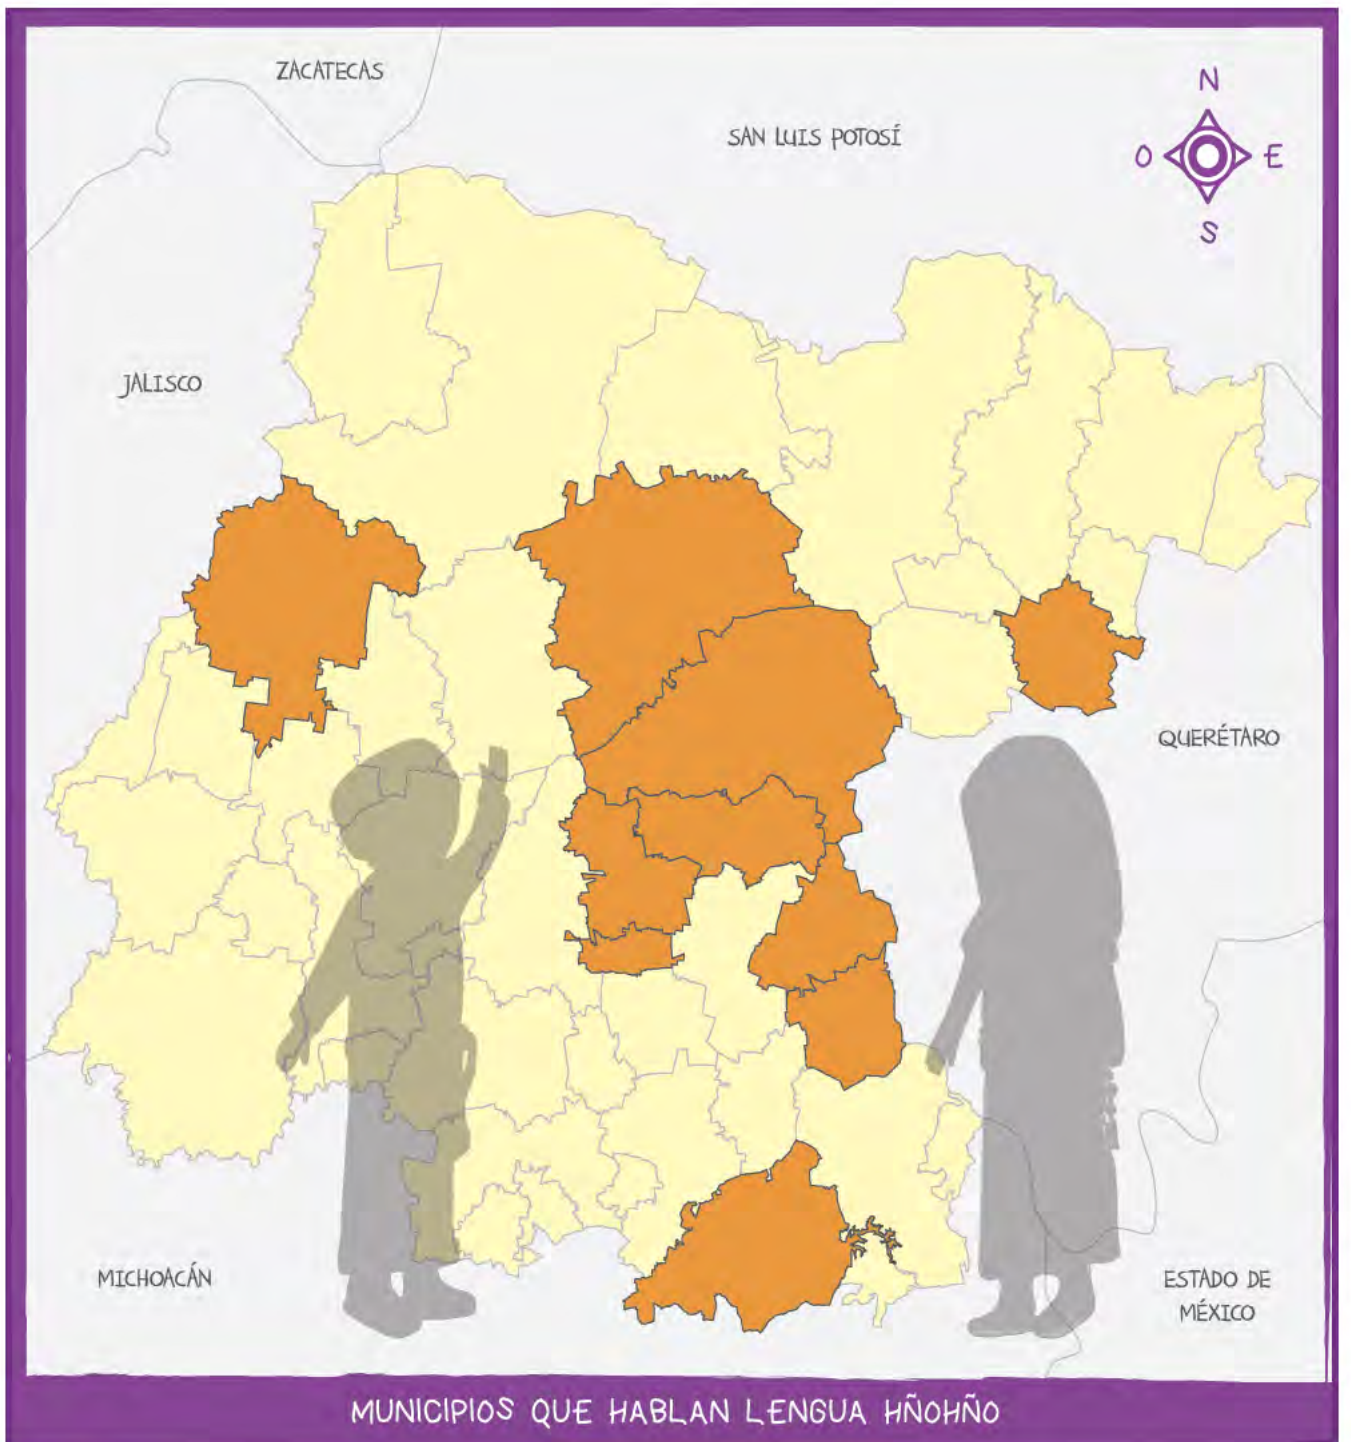 ZACATECAS
SAN LUIS POTOSÍ
N
O
E
S
JALISCO
QUERÉTARO
MICHOACÁN
ESTADO DE
MÉXICO
MUNICIPIOS QUE HABLAN LENGUA HÑOHÑO